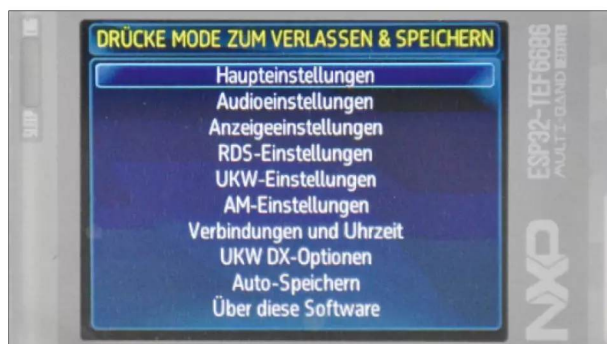 DRÜCKE MODE ZUM VERLASSEN & SPEICHERN
Haupteinstellungen
Audioeinstellungen
Anzeigeeinstellungen
RDS-Einstellungen
UKW-Einstellungen
AM-Einstellungen
Verbindungen und Uhrzeit
UKW DX-Optionen
Auto-Speichern
Über diese Software
SLEEP
ESP32-TEF6686
NXP